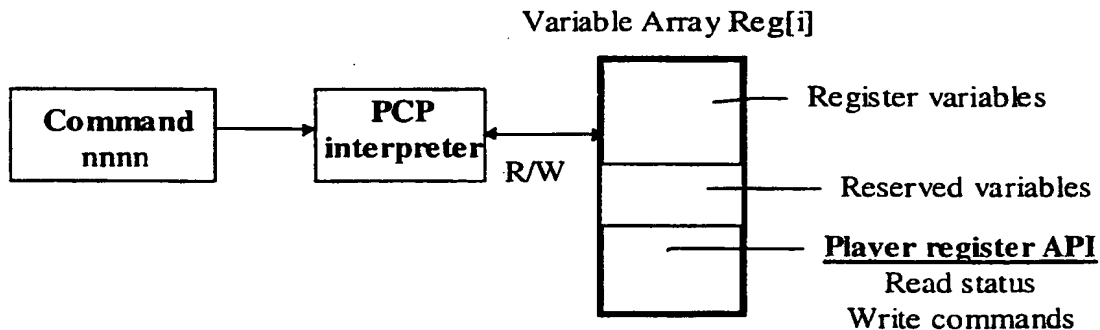 Variable Array Reg[i]
Command
nnnn
PCP
interpreter
R/W
Register variables
Reserved variables
Player register API
Read status
Write commands